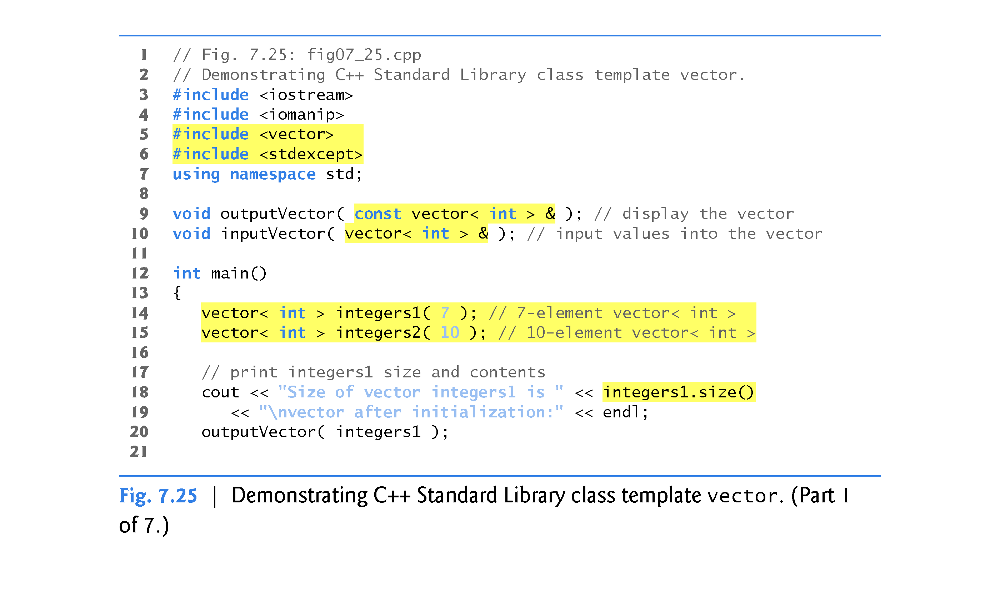 1 // Fig. 7.25: fig07_25.cpp
2 // Demonstrating C++ Standard Library class template vector.
3 #include <iostream>
4 #include <iomanip>
5 #include <vector>
6 #include <stdexcept>
7 using namespace std;
8
9 void outputVector( const vector< int > & ); // display the vector
10 void inputVector( vector< int > & ); // input values into the vector
11
12 int main()
13 {
14    vector< int > integers1( 7 ); // 7-element vector< int >
15    vector< int > integers2( 10 ); // 10-element vector< int >
16
17    // print integers1 size and contents
18    cout << "Size of vector integers1 is " << integers1.size()
19       << "\nvector after initialization:" << endl;
20    outputVector( integers1 );
21
Fig. 7.25 | Demonstrating C++ Standard Library class template vector. (Part 1
of 7.)